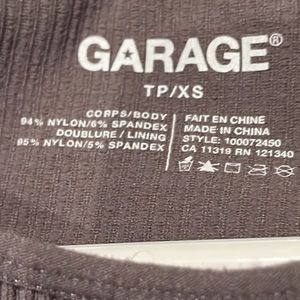 GARAGE®
TP/XS
CORPS/BODY
94% NYLON/6% SPANDEX
DOUBLURE / LINING
95% NYLON/5% SPANDEX
FAIT EN CHINE
MADE IN CHINA
STYLE: 100072450
CA 11319 RN 121340